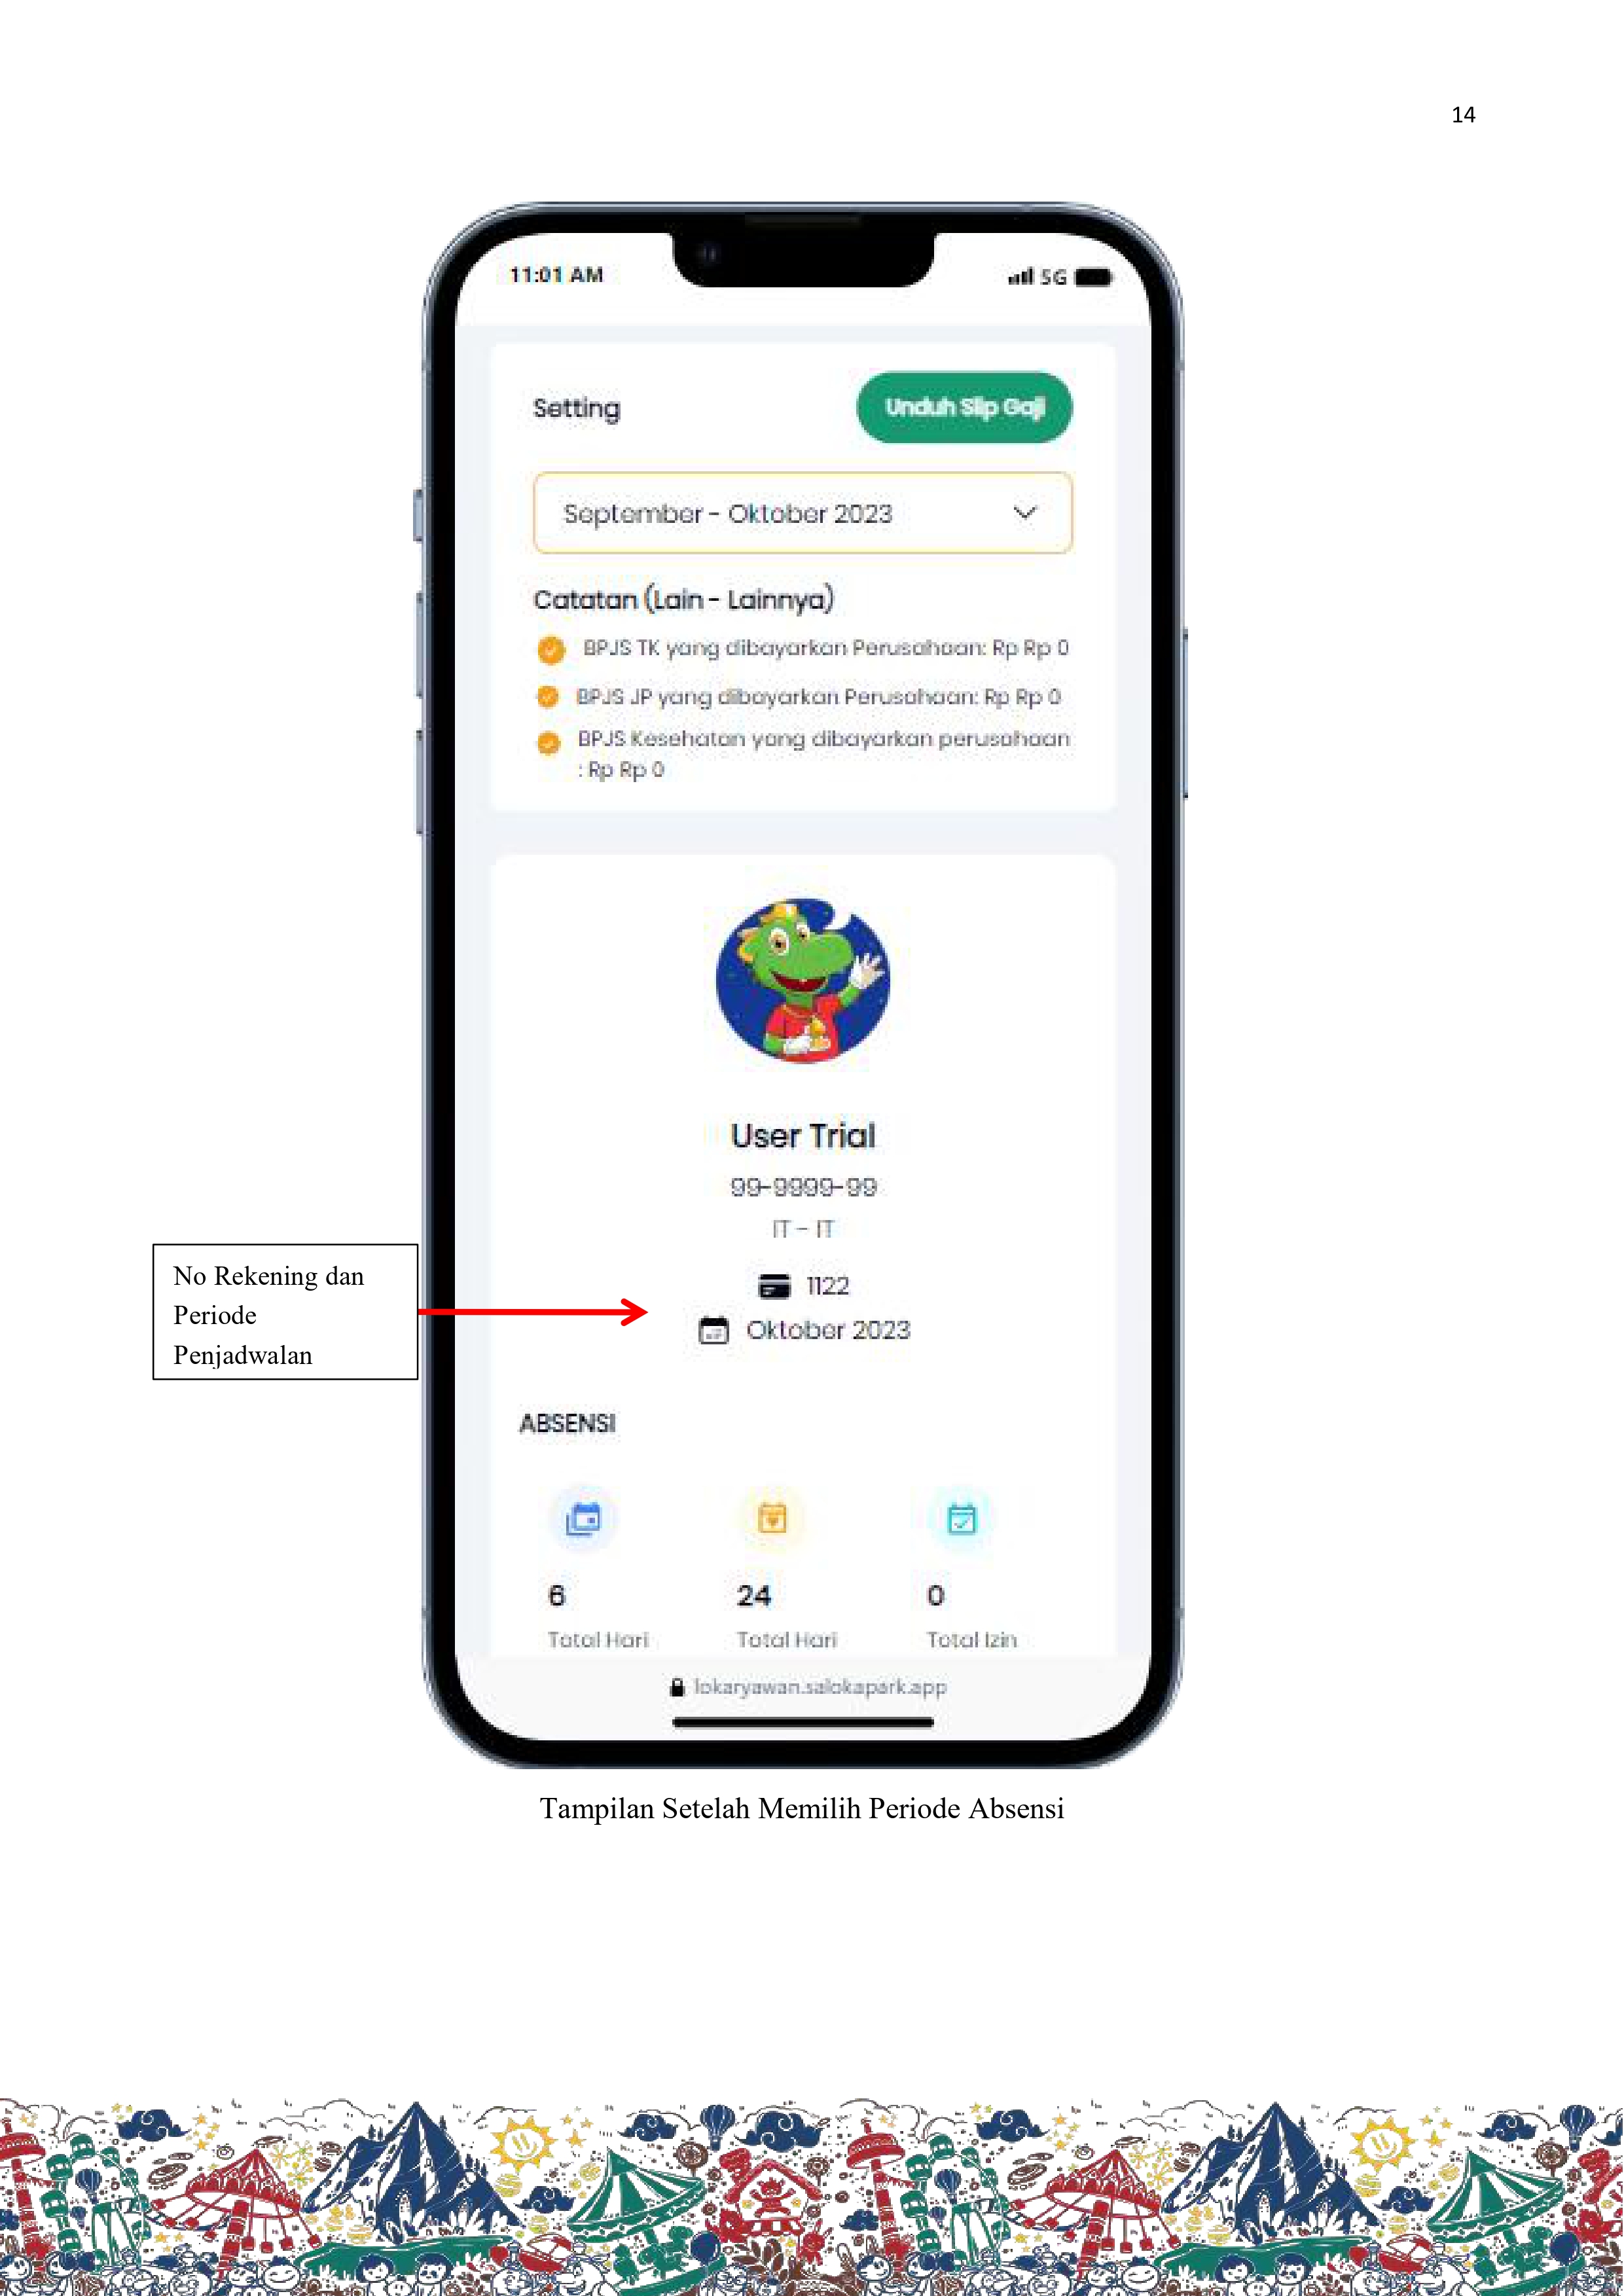 14
11:01 AM
5G
Setting
Unduh Slip Gaji
September - Oktober 2023
Catatan (Lain - Lainnya)
BPJS TK yang dibayarkan Perusahaan: Rp Rp 0
BPJS JP yang dibayarkan Perusahaan: Rp Rp 0
BPJS Kesehatan yang dibayarkan perusahaan
: Rp Rp 0
User Trial
99-9999-99
IT - IT
1122
Oktober 2023
No Rekening dan
Periode
Penjadwalan
ABSENSI
6
24
0
Total Hari
Total Hari
Total Izin
lokaryawan.salokapark.app
Tampilan Setelah Memilih Periode Absensi